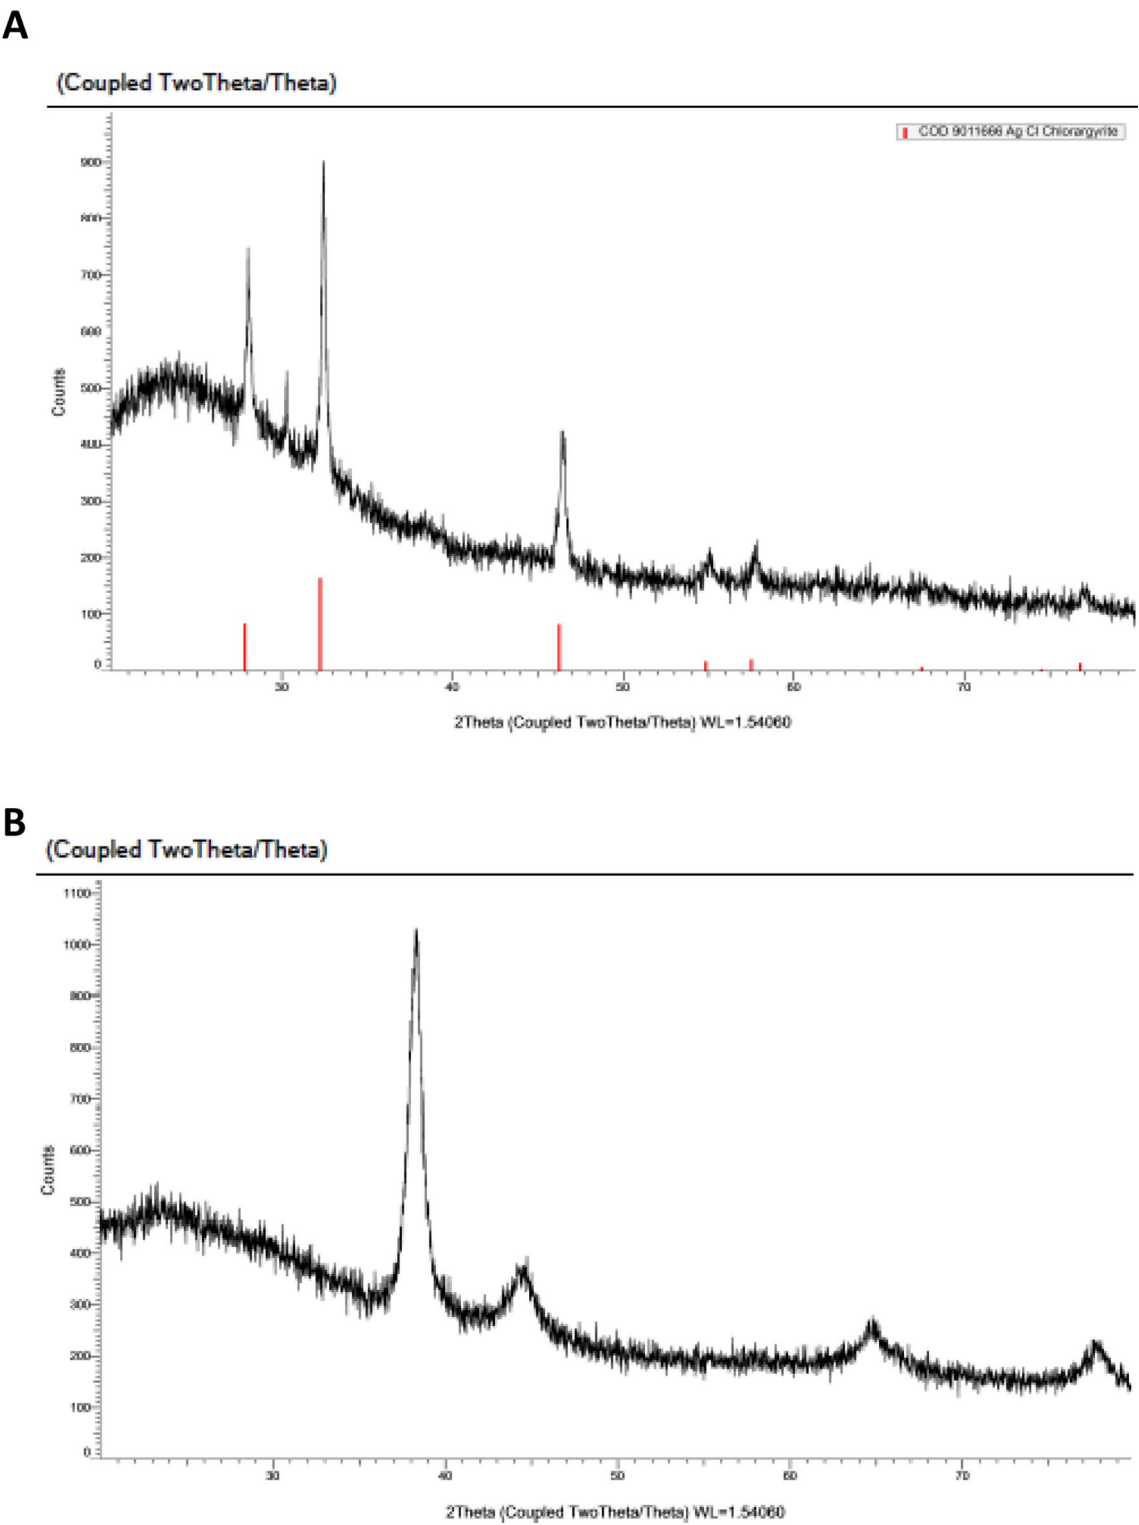 A
(Coupled TwoTheta/Theta)
COD 9011666 Ag Cl Chlorargyrite
900
800
700
600
500
400
300
200
100
0
Counts
30 40 50 60 70
2Theta (Coupled TwoTheta/Theta) WL=1.54060
B
(Coupled TwoTheta/Theta)
1100
1000
900
800
700
600
500
400
300
200
100
0
Counts
30 40 50 60 70
2Theta (Coupled TwoTheta/Theta) WL=1.54060